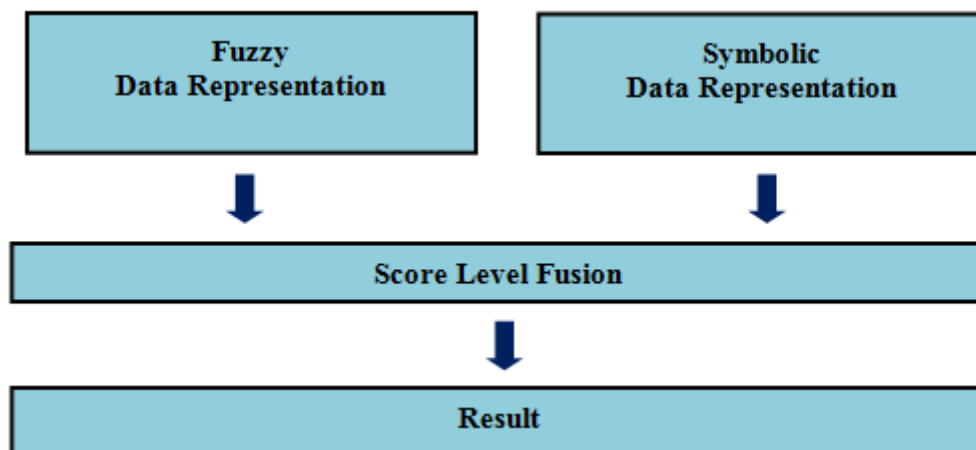 Fuzzy
Data Representation
Symbolic
Data Representation
Score Level Fusion
Result